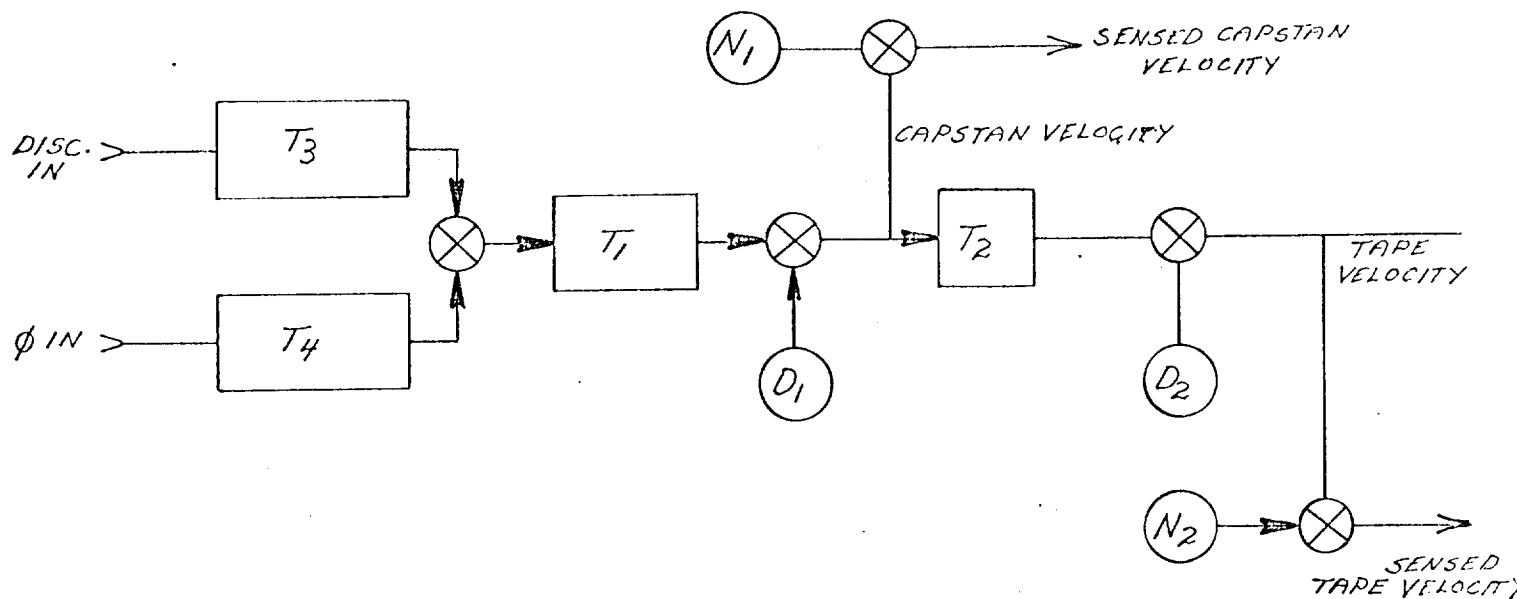 N1
SENSED CAPSTAN
VELOCITY
DISC.
IN
T3
CAPSTAN VELOCITY
T1
T2
TAPE
VELOCITY
φ IN
T4
D1
D2
N2
SENSED
TAPE VELOCITY